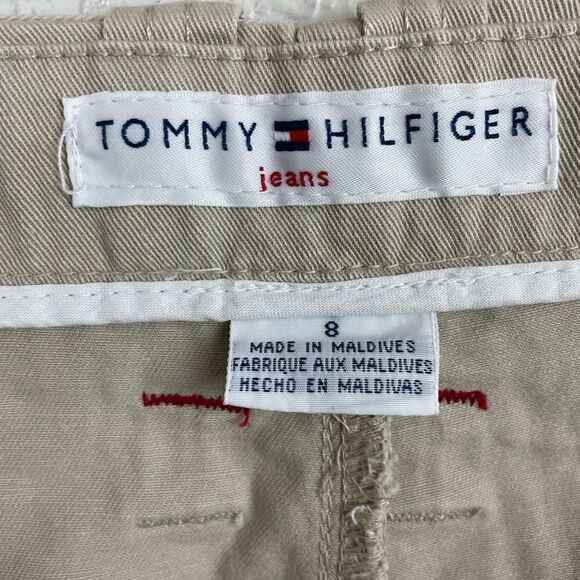 TOMMY HILFIGER
jeans
8
MADE IN MALDIVES
FABRIQUE AUX MALDIVES
HECHO EN MALDIVAS